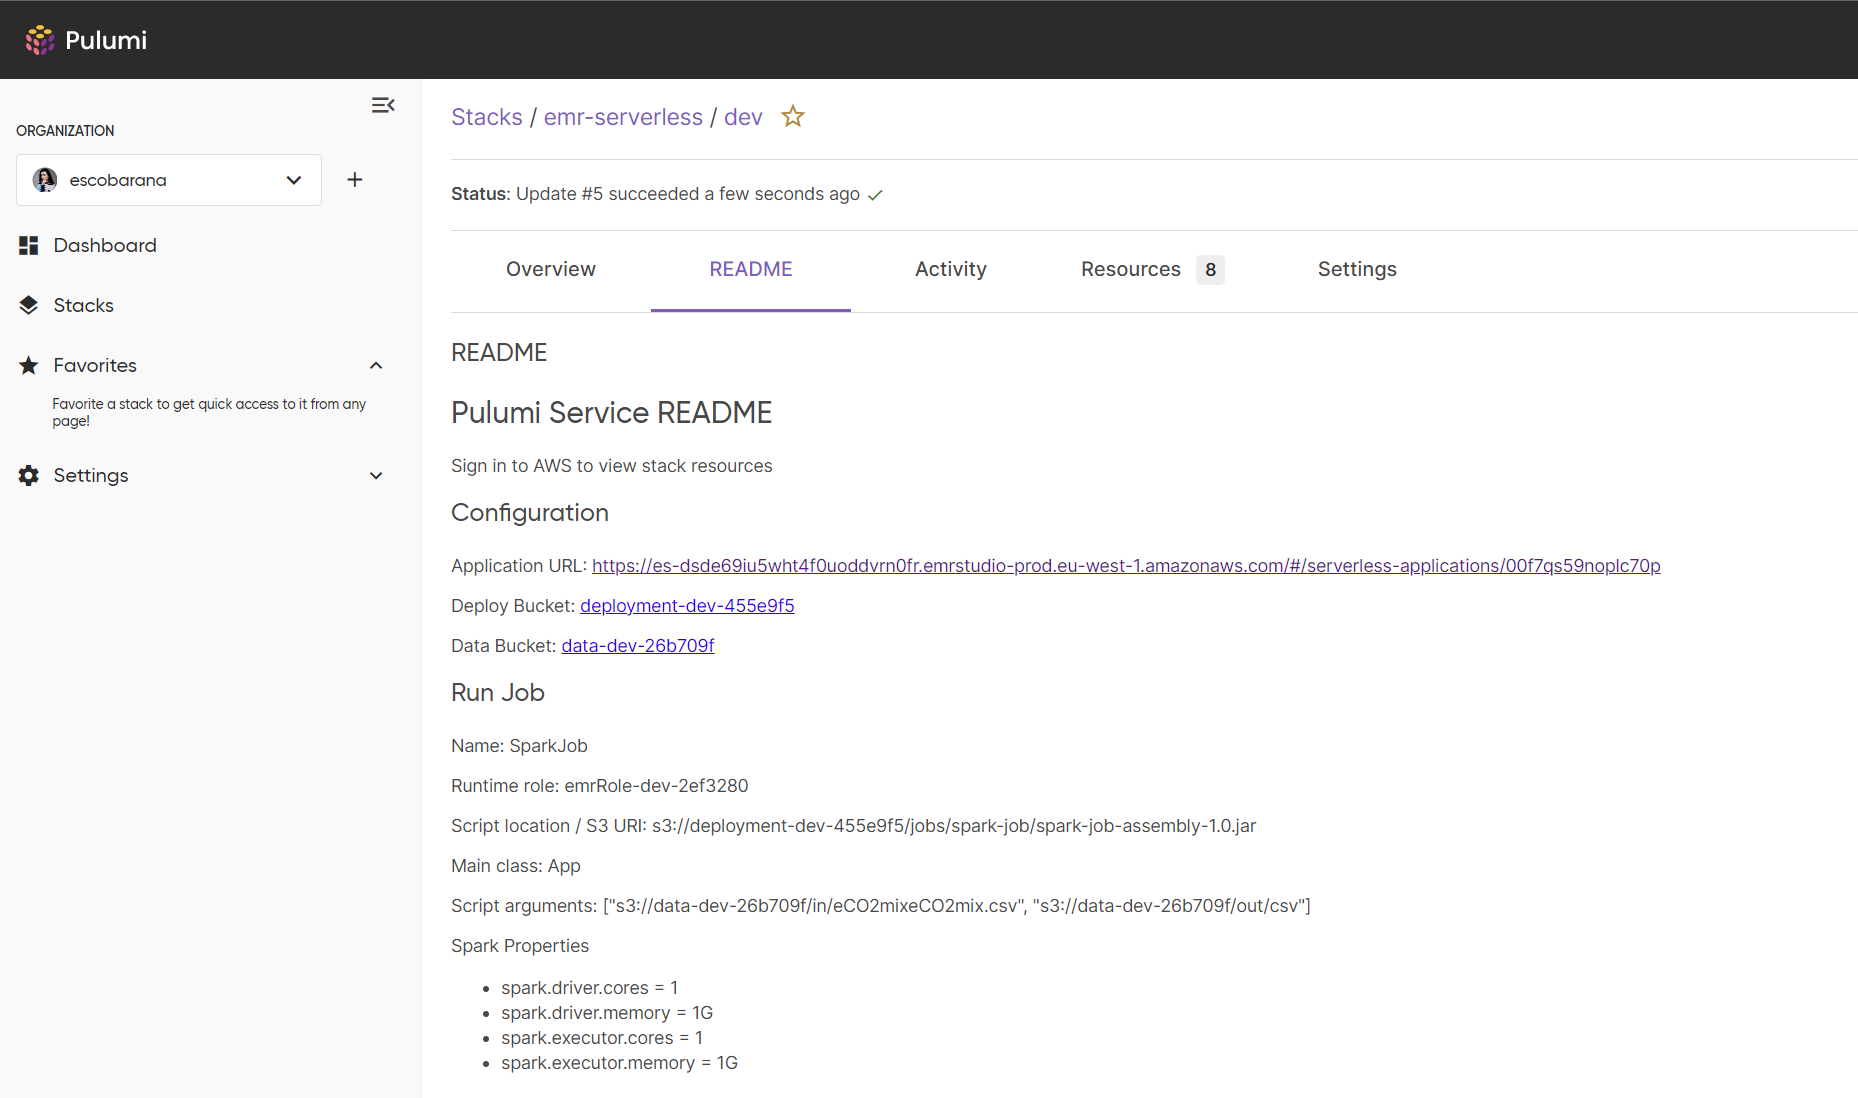 Pulumi
ORGANIZATION
escobarana
Dashboard
Stacks
Favorites
Favorite a stack to get quick access to it from any
page!
Settings
Stacks / emr-serverless / dev
Status: Update #5 succeeded a few seconds ago
Overview README Activity Resources 8 Settings
README
Pulumi Service README
Sign in to AWS to view stack resources
Configuration
Application URL: https://es-dsde69iu5wht4f0uoddvrn0fr.emrstudio-prod.eu-west-1.amazonaws.com/#/serverless-applications/00f7qs59noplc70p
Deploy Bucket: deployment-dev-455e9f5
Data Bucket: data-dev-26b709f
Run Job
Name: SparkJob
Runtime role: emrRole-dev-2ef3280
Script location / S3 URI: s3://deployment-dev-455e9f5/jobs/spark-job/spark-job-assembly-1.0.jar
Main class: App
Script arguments: ["s3://data-dev-26b709f/in/eCO2mixeCO2mix.csv", "s3://data-dev-26b709f/out/csv"]
Spark Properties
• spark.driver.cores = 1
• spark.driver.memory = 1G
• spark.executor.cores = 1
• spark.executor.memory = 1G